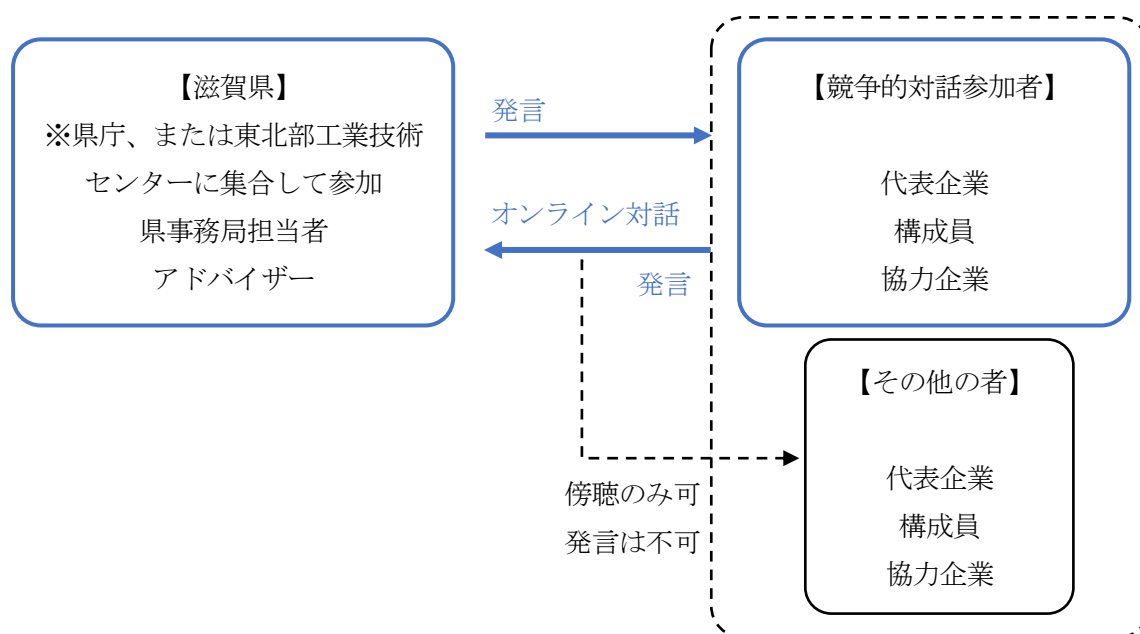 【滋賀県】
※県庁、または東北部工業技術
センターに集合して参加
県事務局担当者
アドバイザー
発言
オンライン対話
発言
【競争的対話参加者】
代表企業
構成員
協力企業
傍聴のみ可
発言は不可
【その他の者】
代表企業
構成員
協力企業